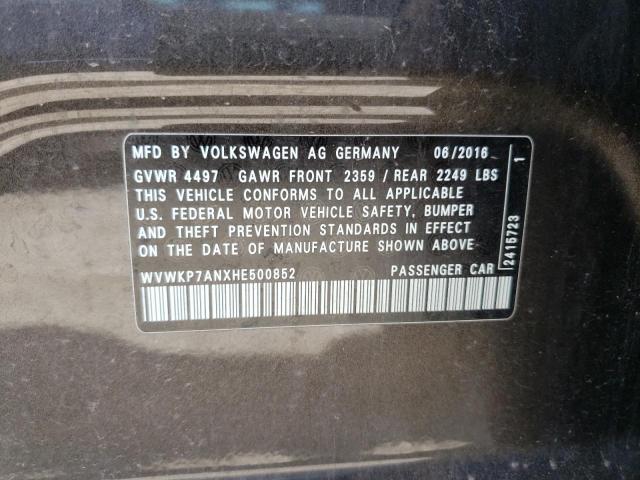 MFD BY VOLKSWAGEN AG GERMANY 06/2016
GVWR 4497 GAWR FRONT 2359 / REAR 2249 LBS
THIS VEHICLE CONFORMS TO ALL APPLICABLE
U.S. FEDERAL MOTOR VEHICLE SAFETY, BUMPER
AND THEFT PREVENTION STANDARDS IN EFFECT
ON THE DATE OF MANUFACTURE SHOWN ABOVE
WVWKP7ANXHE500852 PASSENGER CAR
2415723 1